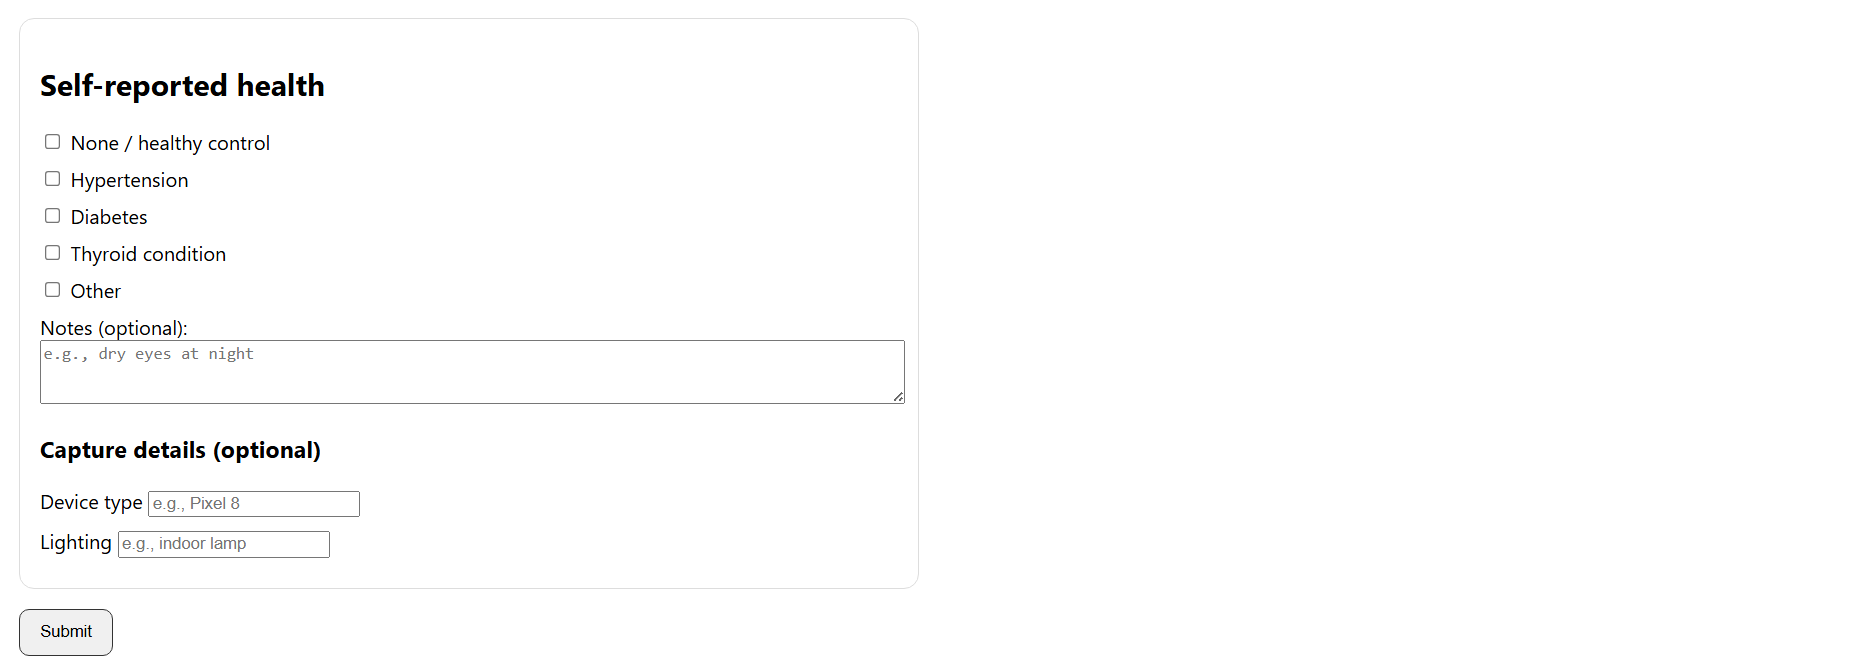 Self-reported health
None / healthy control
Hypertension
Diabetes
Thyroid condition
Other
Notes (optional):
e.g., dry eyes at night
Capture details (optional)
Device type e.g., Pixel 8
Lighting e.g., indoor lamp
Submit